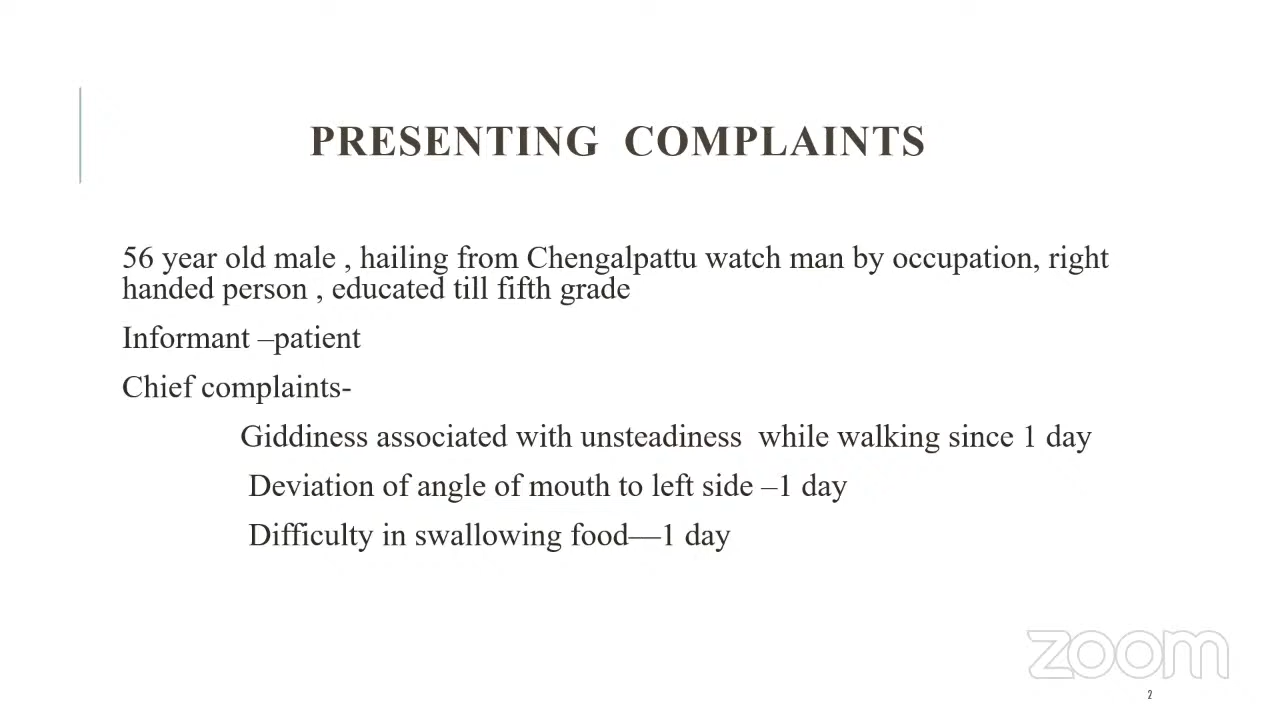 PRESENTING COMPLAINTS
56 year old male , hailing from Chengalpattu watch man by occupation, right
handed person , educated till fifth grade
Informant –patient
Chief complaints-
Giddiness associated with unsteadiness while walking since 1 day
Deviation of angle of mouth to left side –1 day
Difficulty in swallowing food—1 day
zoom
2